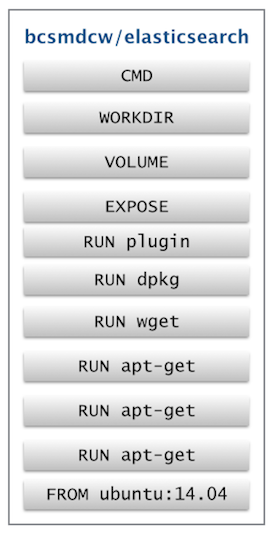 bcsmdcw/elasticsearch
CMD
WORKDIR
VOLUME
EXPOSE
RUN plugin
RUN dpkg
RUN wget
RUN apt-get
RUN apt-get
RUN apt-get
FROM ubuntu:14.04